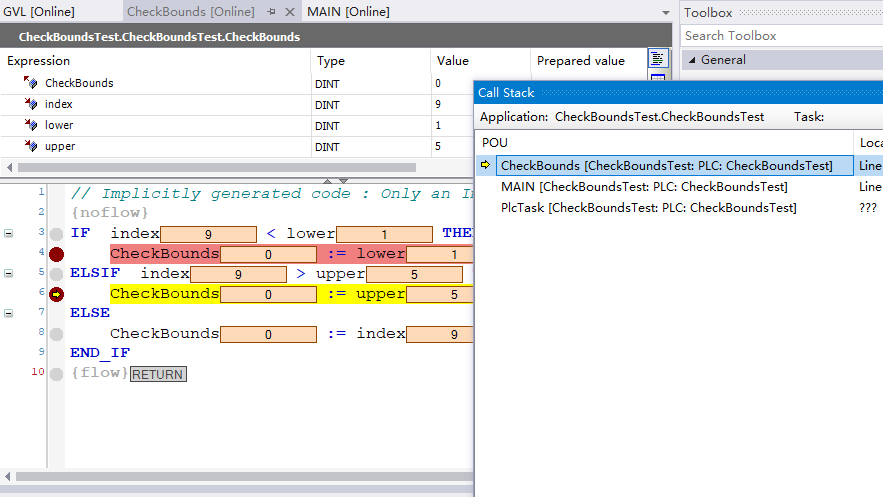 GVL [Online] CheckBounds [Online] MAIN [Online] Toolbox
CheckBoundsTest.CheckBoundsTest.CheckBounds
Search Toolbox
Expression Type Value Prepared value
General
CheckBounds DINT 0
index DINT 9
lower DINT 1
upper DINT 5
Call Stack
Application: CheckBoundsTest.CheckBoundsTest Task:
POU Loca
CheckBounds [CheckBoundsTest: PLC: CheckBoundsTest] Line
MAIN [CheckBoundsTest: PLC: CheckBoundsTest] Line
PlcTask [CheckBoundsTest: PLC: CheckBoundsTest] ???
1 // Implicitly generated code : Only an In
2 {noflow}
3 IF index 9 < lower 1 THE
4 CheckBounds 0 := lower 1
5 ELSIF index 9 > upper 5
6 CheckBounds 0 := upper 5
7 ELSE
8 CheckBounds 0 := index 9
9 END_IF
10 {flow} RETURN